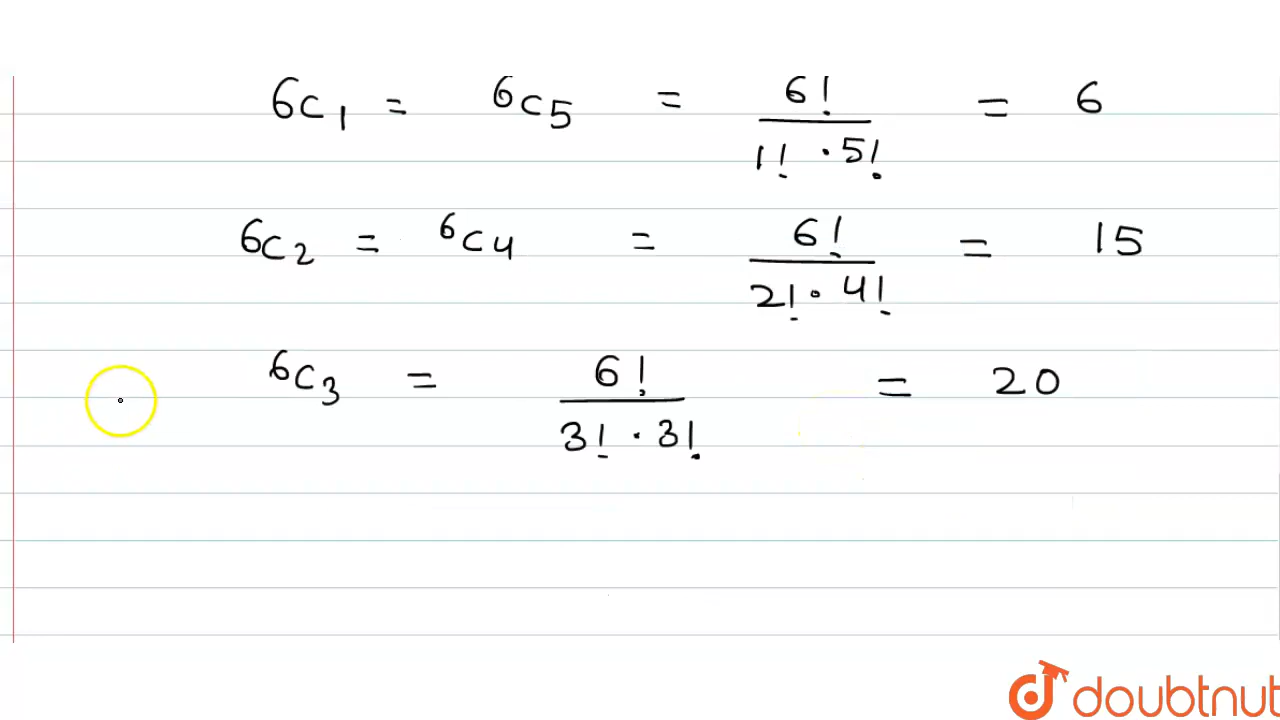 6C1 = 6C5 = 6!/(1! · 5!) = 6
6C2 = 6C4 = 6!/(2! · 4!) = 15
6C3 = 6!/(3! · 3!) = 20
doubtnut